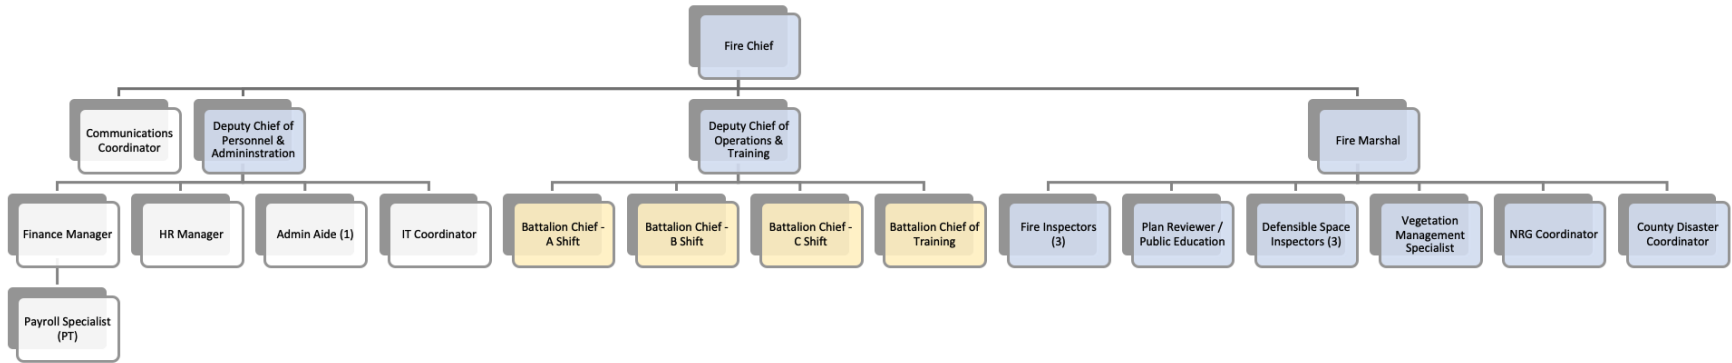 Fire Chief
Communications
Coordinator
Deputy Chief of
Personnel &
Admininstration
Deputy Chief of
Operations &
Training
Fire Marshal
Finance Manager
HR Manager
Admin Aide (1)
IT Coordinator
Battalion Chief -
A Shift
Battalion Chief -
B Shift
Battalion Chief -
C Shift
Battalion Chief of
Training
Fire Inspectors
(3)
Plan Reviewer /
Public Education
Defensible Space
Inspectors (3)
Vegetation
Management
Specialist
NRG Coordinator
County Disaster
Coordinator
Payroll Specialist
(PT)